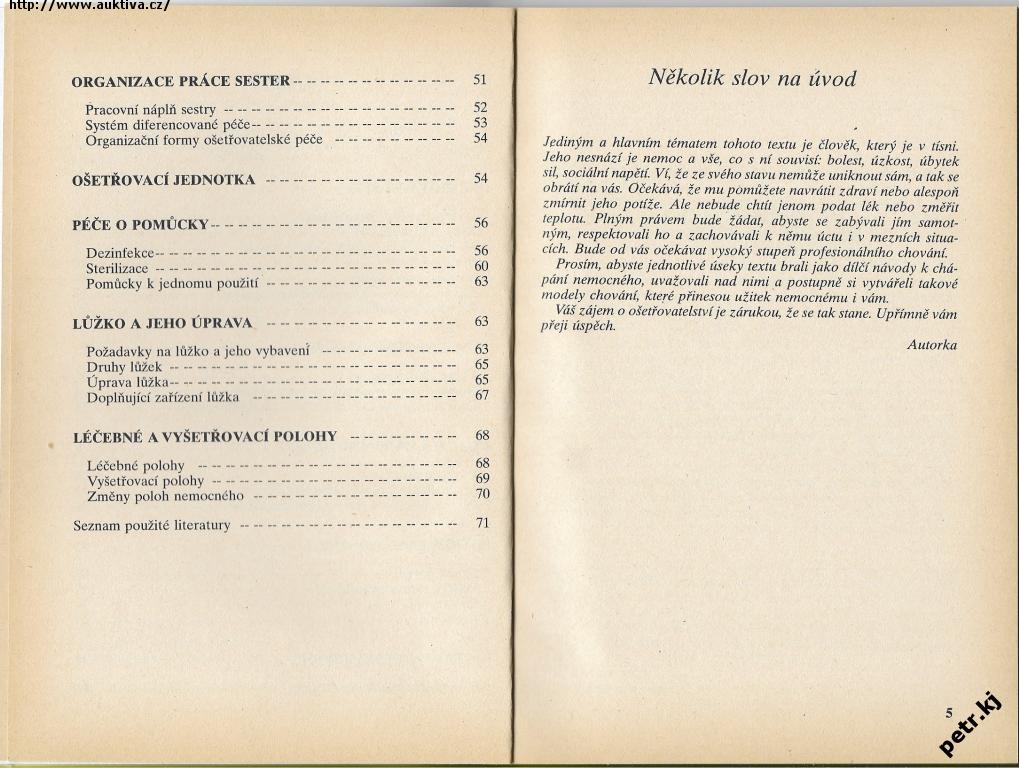 http://www.auktiva.cz/
ORGANIZACE PRÁCE SESTER -- -- -- -- -- -- -- -- -- -- -- -- 51
Pracovní náplň sestry -- -- -- -- -- -- -- -- -- -- -- -- -- -- -- -- -- 52
Systém diferencované péče-- -- -- -- -- -- -- -- -- -- -- -- -- -- -- 53
Organizační formy ošetřovatelské péče -- -- -- -- -- -- -- -- -- 54
OŠETŘOVACÍ JEDNOTKA -- -- -- -- -- -- -- -- -- -- -- -- -- -- 54
PÉČE O POMŮCKY-- -- -- -- -- -- -- -- -- -- -- -- -- -- -- -- -- -- 56
Dezinfekce-- -- -- -- -- -- -- -- -- -- -- -- -- -- -- -- -- -- -- -- -- -- 56
Sterilizace -- -- -- -- -- -- -- -- -- -- -- -- -- -- -- -- -- -- -- -- -- -- 60
Pomůcky k jednomu použití -- -- -- -- -- -- -- -- -- -- -- -- -- -- 63
LŮŽKO A JEHO ÚPRAVA -- -- -- -- -- -- -- -- -- -- -- -- -- -- 63
Požadavky na lůžko a jeho vybavení -- -- -- -- -- -- -- -- -- -- 63
Druhy lůžek -- -- -- -- -- -- -- -- -- -- -- -- -- -- -- -- -- -- -- -- -- 65
Úprava lůžka-- -- -- -- -- -- -- -- -- -- -- -- -- -- -- -- -- -- -- -- -- 65
Doplňující zařízení lůžka -- -- -- -- -- -- -- -- -- -- -- -- -- -- -- 67
LÉČEBNÉ A VYŠETŘOVACÍ POLOHY -- -- -- -- -- -- -- -- 68
Léčebné polohy -- -- -- -- -- -- -- -- -- -- -- -- -- -- -- -- -- -- -- 68
Vyšetřovací polohy -- -- -- -- -- -- -- -- -- -- -- -- -- -- -- -- -- -- 69
Změny poloh nemocného -- -- -- -- -- -- -- -- -- -- -- -- -- -- -- 70
Seznam použité literatury -- -- -- -- -- -- -- -- -- -- -- -- -- -- -- -- 71
Několik slov na úvod
Jediným a hlavním tématem tohoto textu je člověk, který je v tísni.
Jeho nesnází je nemoc a vše, co s ní souvisí: bolest, úzkost, úbytek
sil, sociální napětí. Ví, že ze svého stavu nemůže uniknout sám, a tak se
obrátí na vás. Očekává, že mu pomůžete navrátit zdraví nebo alespoň
zmírnit jeho potíže. Ale nebude chtít jenom podat lék nebo změřit
teplotu. Plným právem bude žádat, abyste se zabývali jím samot-
ným, respektovali ho a zachovávali k němu úctu i v mezních situa-
cích. Bude od vás očekávat vysoký stupeň profesionálního chování.
Prosím, abyste jednotlivé úseky textu brali jako dílčí návody k chá-
pání nemocného, uvažovali nad nimi a postupně si vytvářeli takové
modely chování, které přinesou užitek nemocnému i vám.
Váš zájem o ošetřovatelství je zárukou, že se tak stane. Upřímně vám
přeji úspěch.
Autorka
5
petr.kj